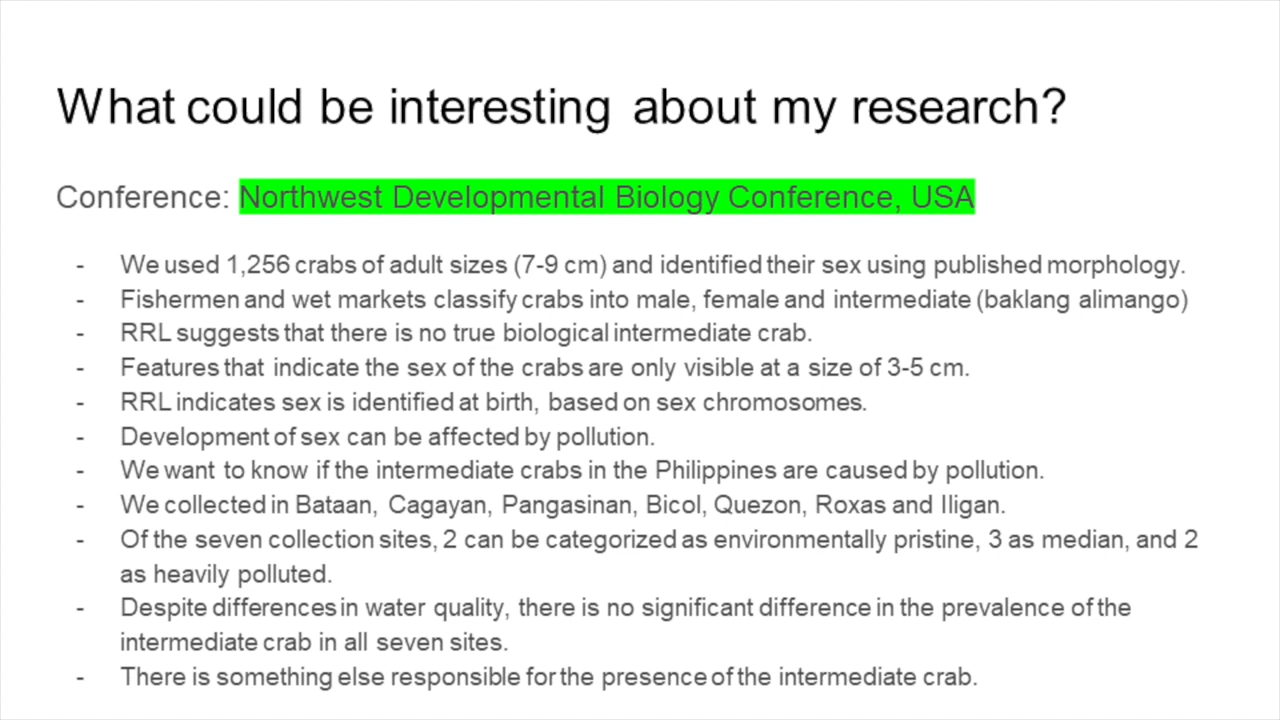 What could be interesting about my research?
Conference: Northwest Developmental Biology Conference, USA
- We used 1,256 crabs of adult sizes (7-9 cm) and identified their sex using published morphology.
- Fishermen and wet markets classify crabs into male, female and intermediate (baklang alimango)
- RRL suggests that there is no true biological intermediate crab.
- Features that indicate the sex of the crabs are only visible at a size of 3-5 cm.
- RRL indicates sex is identified at birth, based on sex chromosomes.
- Development of sex can be affected by pollution.
- We want to know if the intermediate crabs in the Philippines are caused by pollution.
- We collected in Bataan, Cagayan, Pangasinan, Bicol, Quezon, Roxas and Iligan.
- Of the seven collection sites, 2 can be categorized as environmentally pristine, 3 as median, and 2
as heavily polluted.
- Despite differences in water quality, there is no significant difference in the prevalence of the
intermediate crab in all seven sites.
- There is something else responsible for the presence of the intermediate crab.